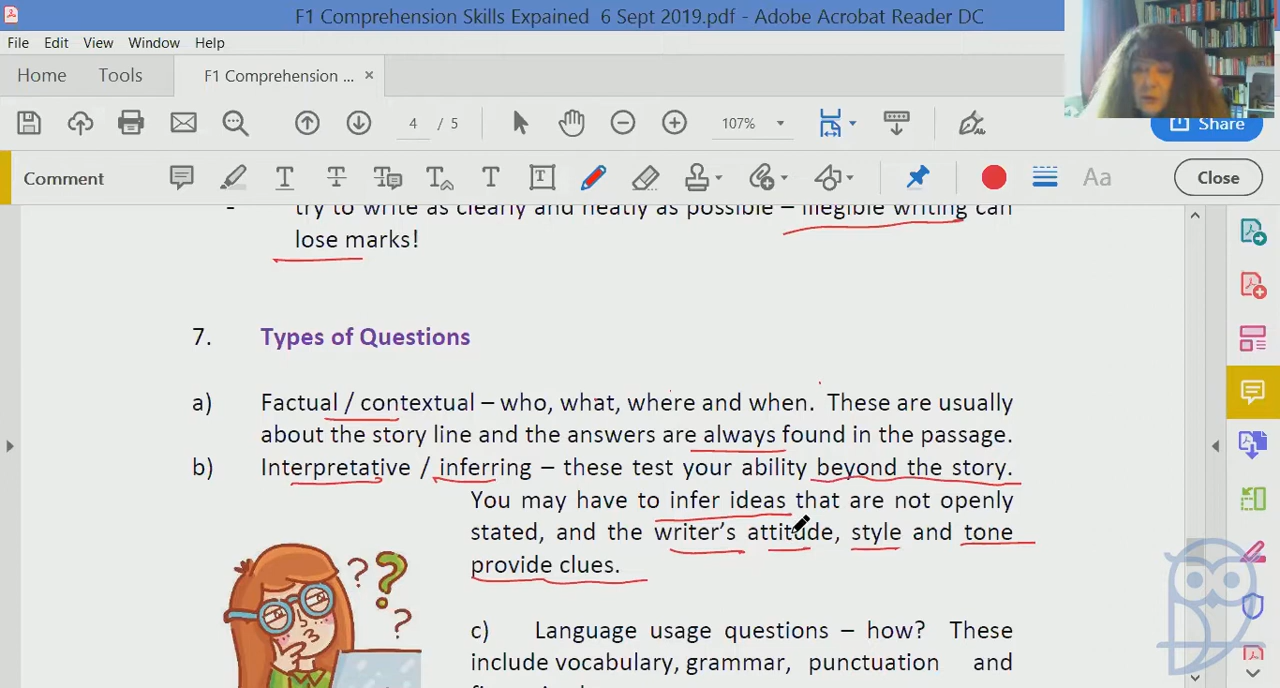 F1 Comprehension Skills Expained 6 Sept 2019.pdf - Adobe Acrobat Reader DC
File Edit View Window Help
Home Tools F1 Comprehension ... ×
4 / 5 107% Share
Comment Aa Close
- try to write as clearly and neatly as possible – illegible writing can
lose marks!
7. Types of Questions
a) Factual / contextual – who, what, where and when. These are usually
about the story line and the answers are always found in the passage.
b) Interpretative / inferring – these test your ability beyond the story.
You may have to infer ideas that are not openly
stated, and the writer's attitude, style and tone
provide clues.
c) Language usage questions – how? These
include vocabulary, grammar, punctuation and